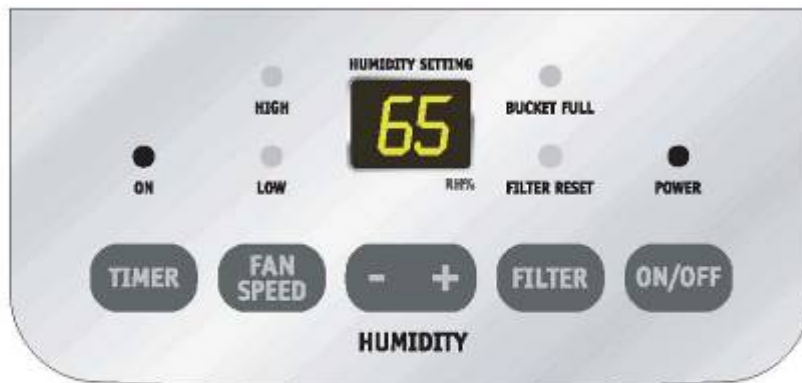 HUMIDITY SETTING
65
RH%
HIGH
LOW
ON
BUCKET FULL
FILTER RESET
POWER
TIMER
FAN
SPEED
- +
FILTER
ON/OFF
HUMIDITY